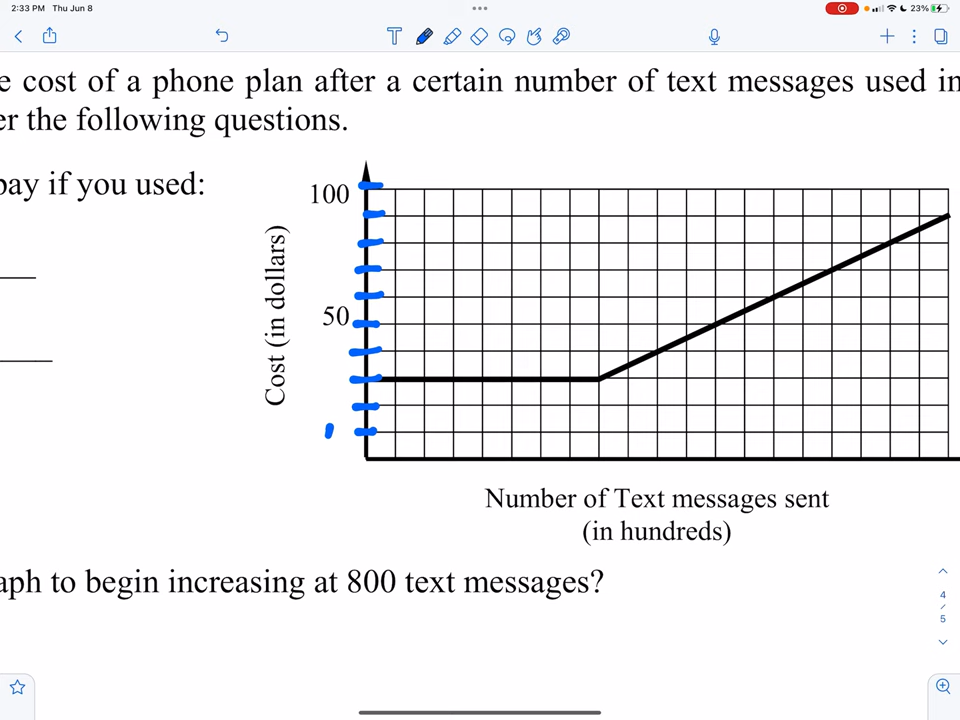 2:33 PM Thu Jun 8
23%
T
e cost of a phone plan after a certain number of text messages used in
er the following questions.
pay if you used:
100
50
Cost (in dollars)
Number of Text messages sent
(in hundreds)
aph to begin increasing at 800 text messages?
4
/
5